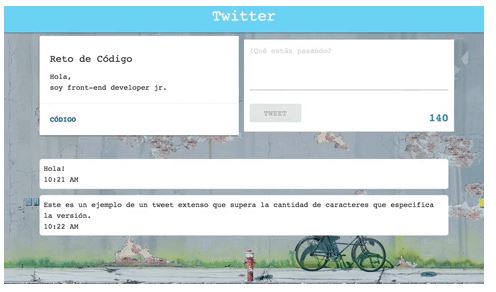 Twitter
Reto de Código
Hola,
soy front-end developer jr.
CÓDIGO
¿Qué estás pasando?
TWEET
140
Hola!
10:21 AM
Este es un ejemplo de un tweet extenso que supera la cantidad de caracteres que especifica
la versión.
10:22 AM